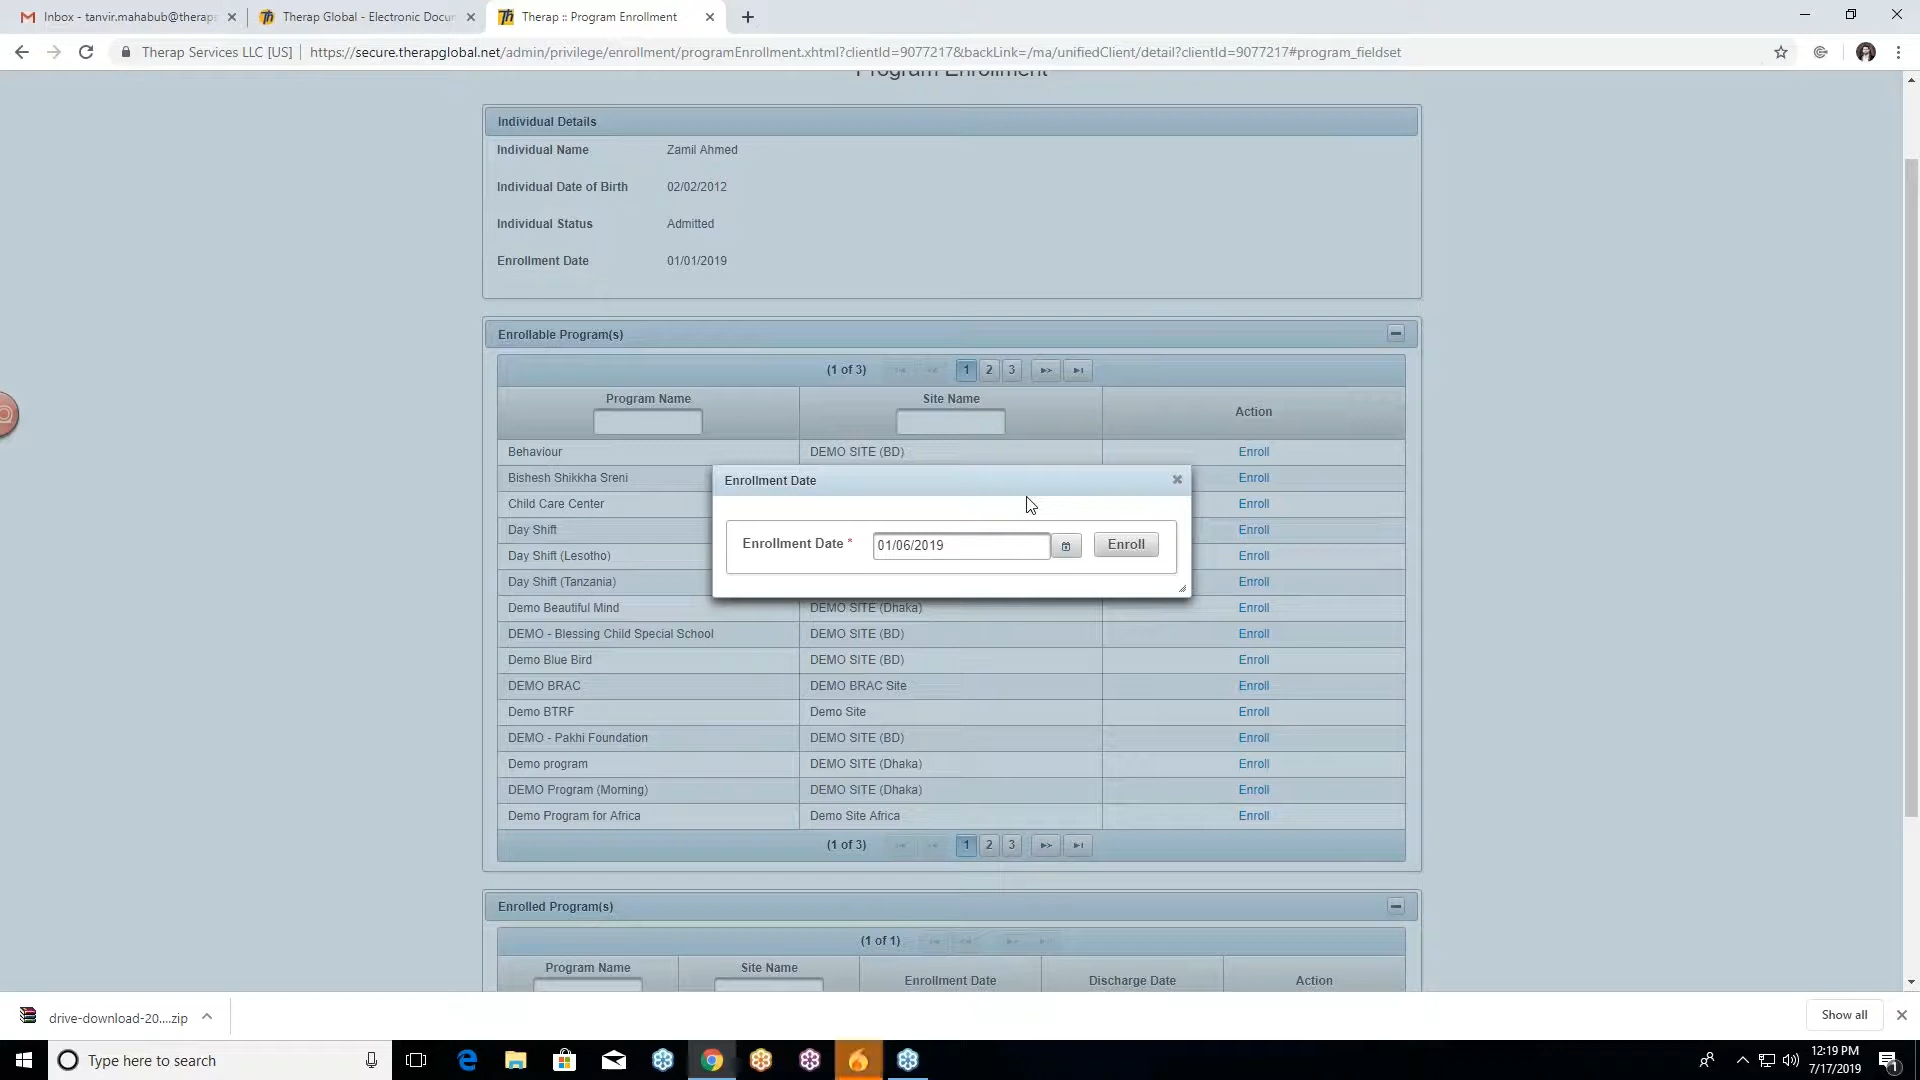 Inbox - tanvir.mahabub@therap
Therap Global - Electronic Docu
Therap :: Program Enrollment
Therap Services LLC [US] | https://secure.therapglobal.net/admin/privilege/enrollment/programEnrollment.xhtml?clientId=9077217&backLink=/ma/unifiedClient/detail?clientId=9077217#program_fieldset
Program Enrollment
Individual Details
Individual Name Zamil Ahmed
Individual Date of Birth 02/02/2012
Individual Status Admitted
Enrollment Date 01/01/2019
Enrollable Program(s)
(1 of 3) 1 2 3
Program Name Site Name Action
Behaviour DEMO SITE (BD) Enroll
Bishesh Shikkha Sreni Enroll
Child Care Center Enroll
Day Shift Enroll
Day Shift (Lesotho) Enroll
Day Shift (Tanzania) Enroll
Enrollment Date
Enrollment Date * 01/06/2019 Enroll
Demo Beautiful Mind DEMO SITE (Dhaka) Enroll
DEMO - Blessing Child Special School DEMO SITE (BD) Enroll
Demo Blue Bird DEMO SITE (BD) Enroll
DEMO BRAC DEMO BRAC Site Enroll
Demo BTRF Demo Site Enroll
DEMO - Pakhi Foundation DEMO SITE (BD) Enroll
Demo program DEMO SITE (Dhaka) Enroll
DEMO Program (Morning) DEMO SITE (Dhaka) Enroll
Demo Program for Africa Demo Site Africa Enroll
(1 of 3) 1 2 3
Enrolled Program(s)
(1 of 1)
Program Name Site Name Enrollment Date Discharge Date Action
drive-download-20....zip
Show all
Type here to search
12:19 PM
7/17/2019
1